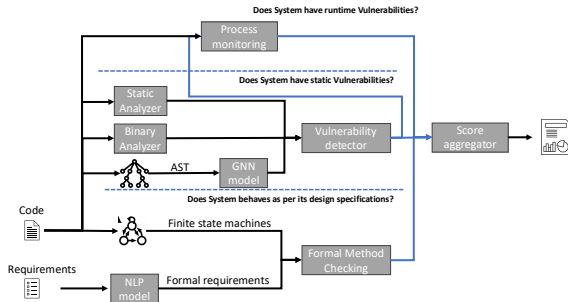 Does System have runtime Vulnerabilities?
Process
monitoring
Does System have static Vulnerabilities?
Static
Analyzer
Binary
Analyzer
Vulnerability
detector
Score
aggregator
AST
GNN
model
Does System behaves as per its design specifications?
Code
Finite state machines
Formal Method
Checking
Requirements
NLP
model
Formal requirements